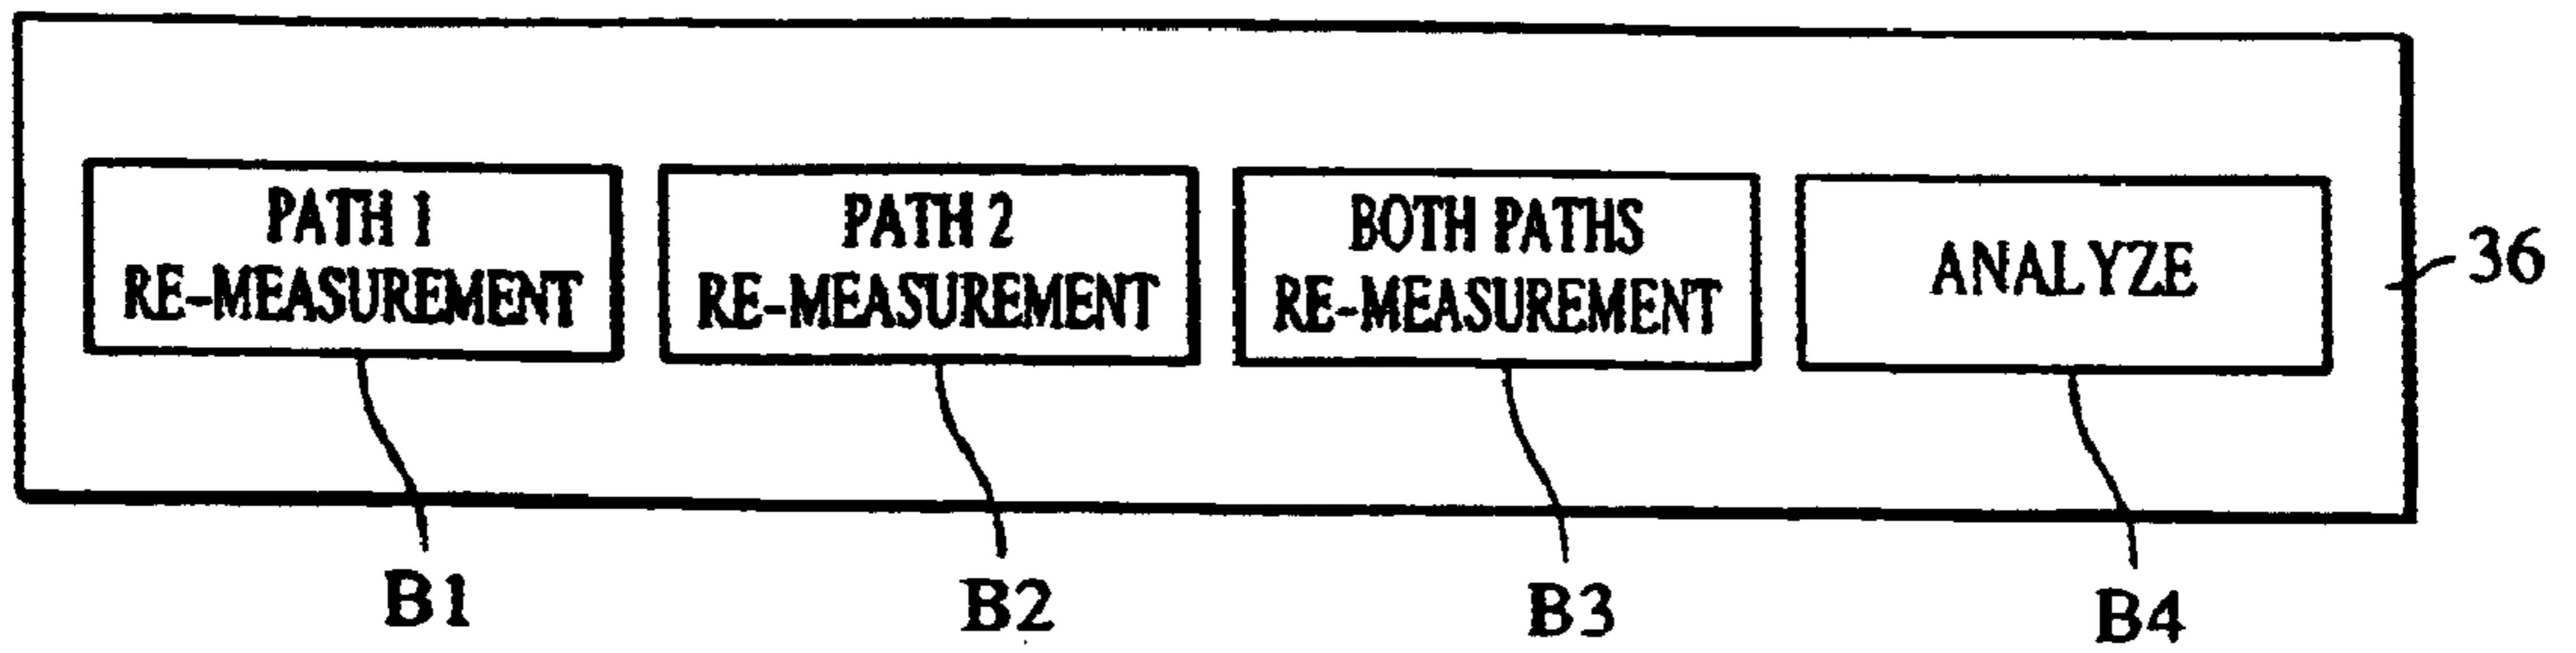 PATH 1
RE-MEASUREMENT
PATH 2
RE-MEASUREMENT
BOTH PATHS
RE-MEASUREMENT
ANALYZE
36
B1
B2
B3
B4